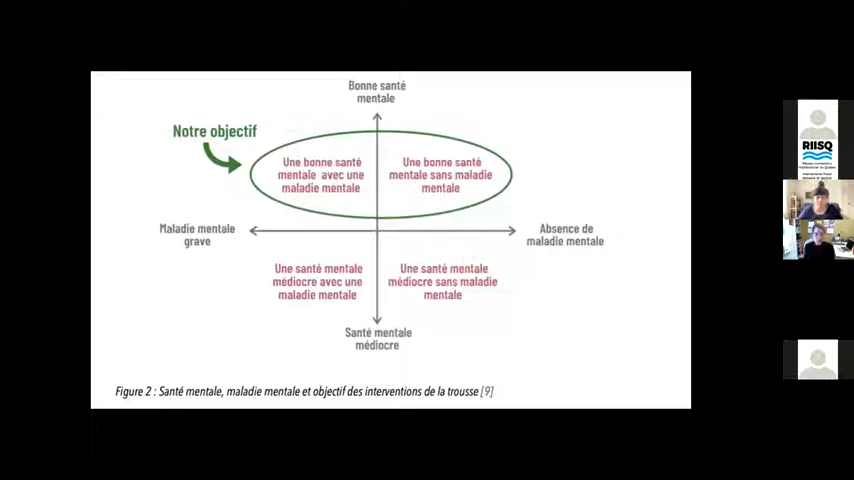 Bonne santé
mentale
Notre objectif
Une bonne santé
mentale avec une
maladie mentale
Une bonne santé
mentale sans maladie
mentale
Maladie mentale
grave
Absence de
maladie mentale
Une santé mentale
médiocre avec une
maladie mentale
Une santé mentale
médiocre sans maladie
mentale
Santé mentale
médiocre
Figure 2 : Santé mentale, maladie mentale et objectif des interventions de la trousse [9]
RIISQ